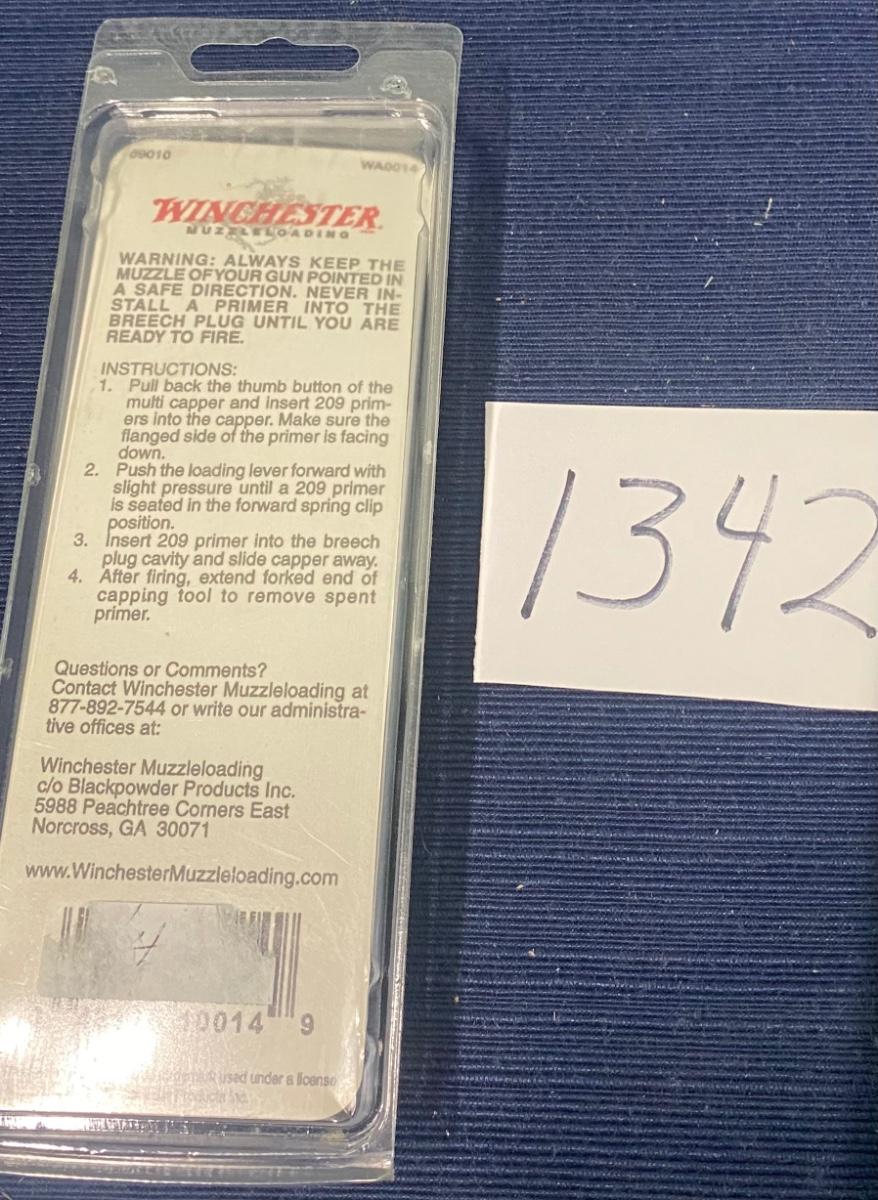 09010
WA0014
WINCHESTER
MUZZLELOADING
WARNING: ALWAYS KEEP THE
MUZZLE OF YOUR GUN POINTED IN
A SAFE DIRECTION. NEVER IN-
STALL A PRIMER INTO THE
BREECH PLUG UNTIL YOU ARE
READY TO FIRE.
INSTRUCTIONS:
1. Pull back the thumb button of the
multi capper and insert 209 prim-
ers into the capper. Make sure the
flanged side of the primer is facing
down.
2. Push the loading lever forward with
slight pressure until a 209 primer
is seated in the forward spring clip
position.
3. Insert 209 primer into the breech
plug cavity and slide capper away.
4. After firing, extend forked end of
capping tool to remove spent
primer.
Questions or Comments?
Contact Winchester Muzzleloading at
877-892-7544 or write our administra-
tive offices at:
Winchester Muzzleloading
c/o Blackpowder Products Inc.
5988 Peachtree Corners East
Norcross, GA 30071
www.WinchesterMuzzleloading.com
4
10014 9
used under a license
Products Inc.
1342